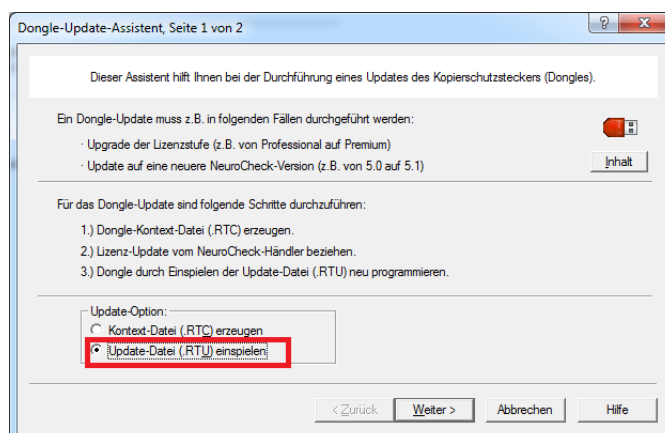 Dongle-Update-Assistent, Seite 1 von 2
Dieser Assistent hilft Ihnen bei der Durchführung eines Updates des Kopierschutzsteckers (Dongles).
Ein Dongle-Update muss z.B. in folgenden Fällen durchgeführt werden:
· Upgrade der Lizenzstufe (z.B. von Professional auf Premium)
· Update auf eine neuere NeuroCheck-Version (z.B. von 5.0 auf 5.1)
Inhalt
Für das Dongle-Update sind folgende Schritte durchzuführen:
1.) Dongle-Kontext-Datei (.RTC) erzeugen.
2.) Lizenz-Update vom NeuroCheck-Händler beziehen.
3.) Dongle durch Einspielen der Update-Datei (.RTU) neu programmieren.
Update-Option:
Kontext-Datei (.RTC) erzeugen
Update-Datei (.RTU) einspielen
< Zurück Weiter > Abbrechen Hilfe